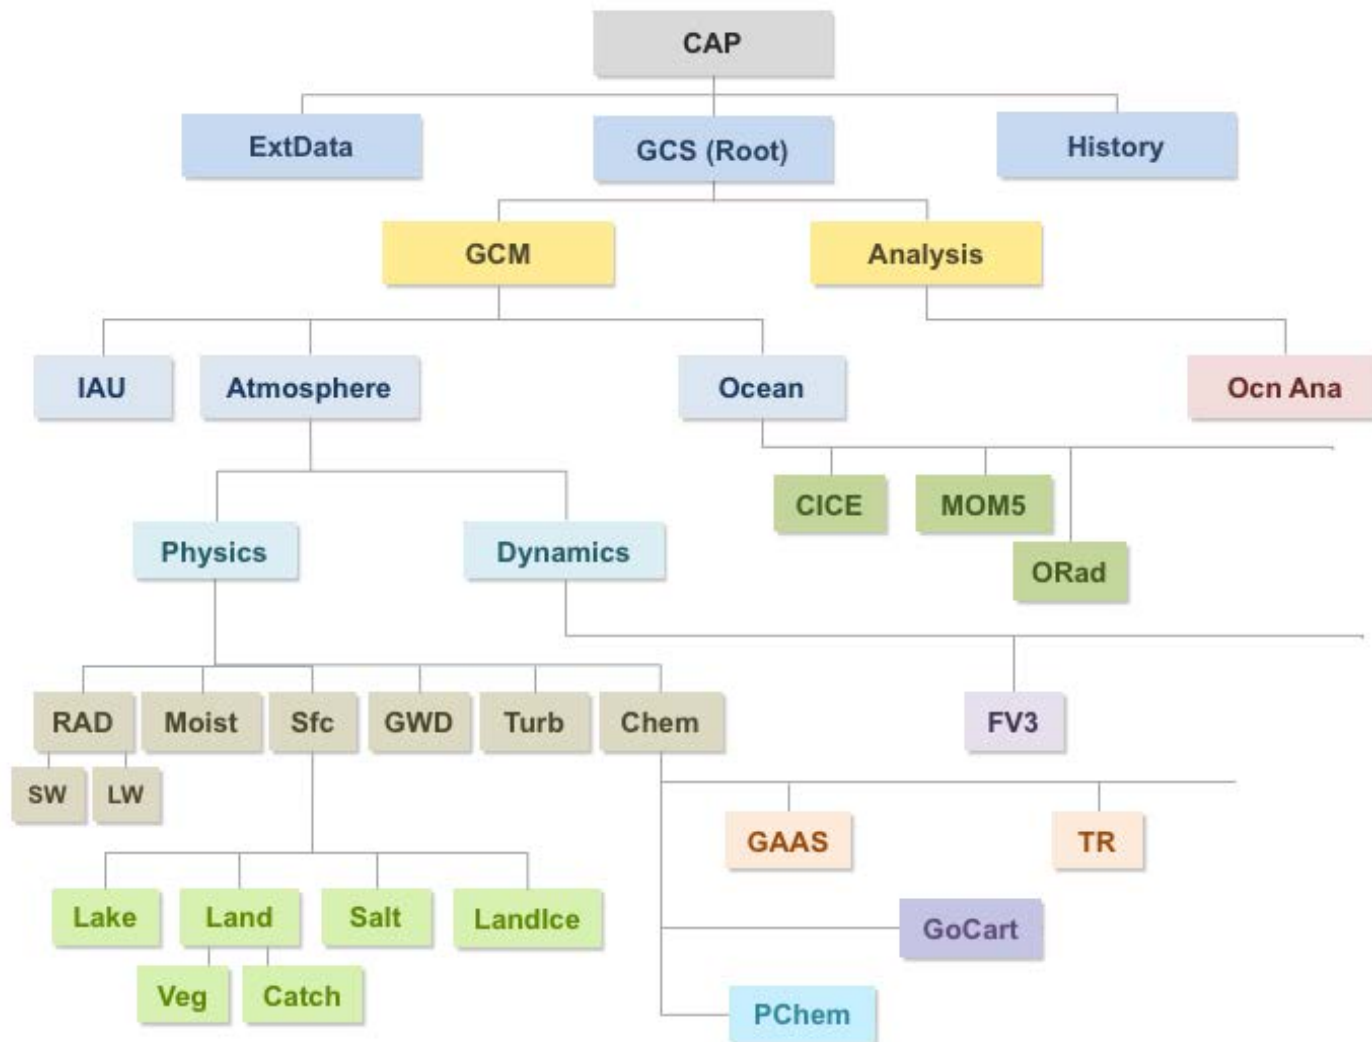 CAP
ExtData
GCS (Root)
History
GCM
Analysis
IAU
Atmosphere
Ocean
Ocn Ana
CICE
MOM5
ORad
Physics
Dynamics
RAD
Moist
Sfc
GWD
Turb
Chem
FV3
SW
LW
GAAS
TR
Lake
Land
Salt
LandIce
GoCart
Veg
Catch
PChem